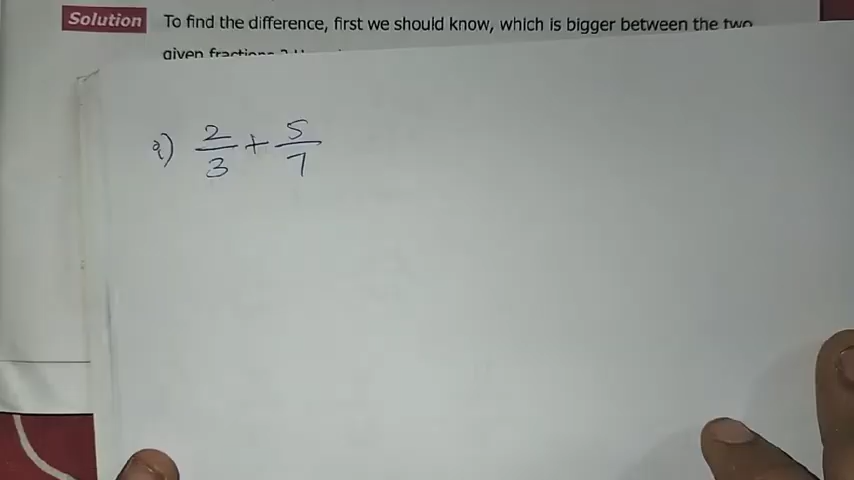 Solution To find the difference, first we should know, which is bigger between the two
given fractions ?
a) 2/3 + 5/7